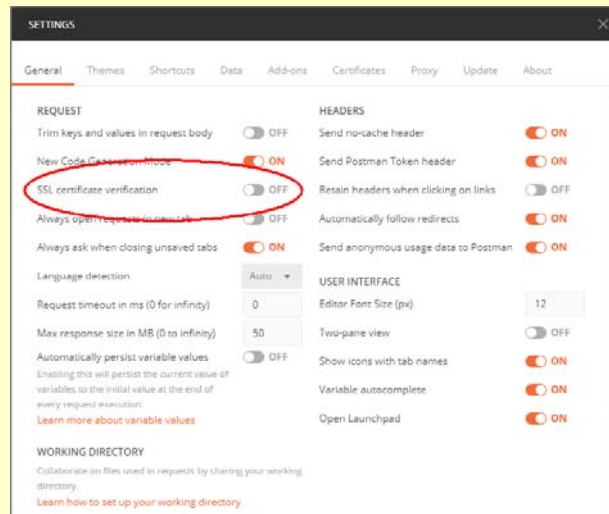 SETTINGS
General Themes Shortcuts Data Add-ons Certificates Proxy Update About
REQUEST
Trim keys and values in request body OFF
New Code Generation Mode ON
SSL certificate verification OFF
Always open requests in new tab OFF
Always ask when closing unsaved tabs ON
Language detection Auto
Request timeout in ms (0 for infinity) 0
Max response size in MB (0 to infinity) 50
Automatically persist variable values OFF
Enabling this will persist the current value of
variables to the initial value at the end of
every request execution.
Learn more about variable values
WORKING DIRECTORY
Collaborate on files used in requests by sharing your working
directory.
Learn how to set up your working directory
HEADERS
Send no-cache header ON
Send Postman Token header ON
Retain headers when clicking on links OFF
Automatically follow redirects ON
Send anonymous usage data to Postman ON
USER INTERFACE
Editor Font Size (px) 12
Two-pane view OFF
Show icons with tab names ON
Variable autocomplete ON
Open Launchpad ON